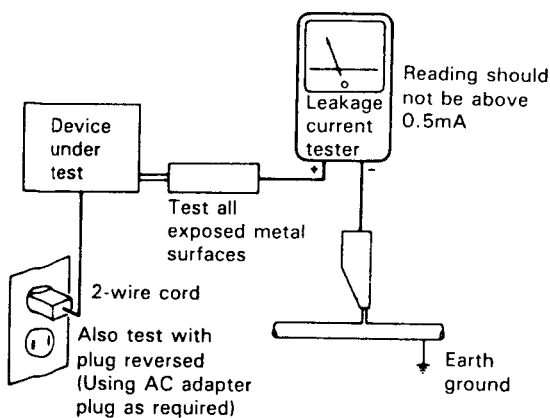 Reading should
not be above
0.5mA
Leakage
current
tester
+ −
Device
under
test
Test all
exposed metal
surfaces
2-wire cord
Also test with
plug reversed
(Using AC adapter
plug as required)
Earth
ground